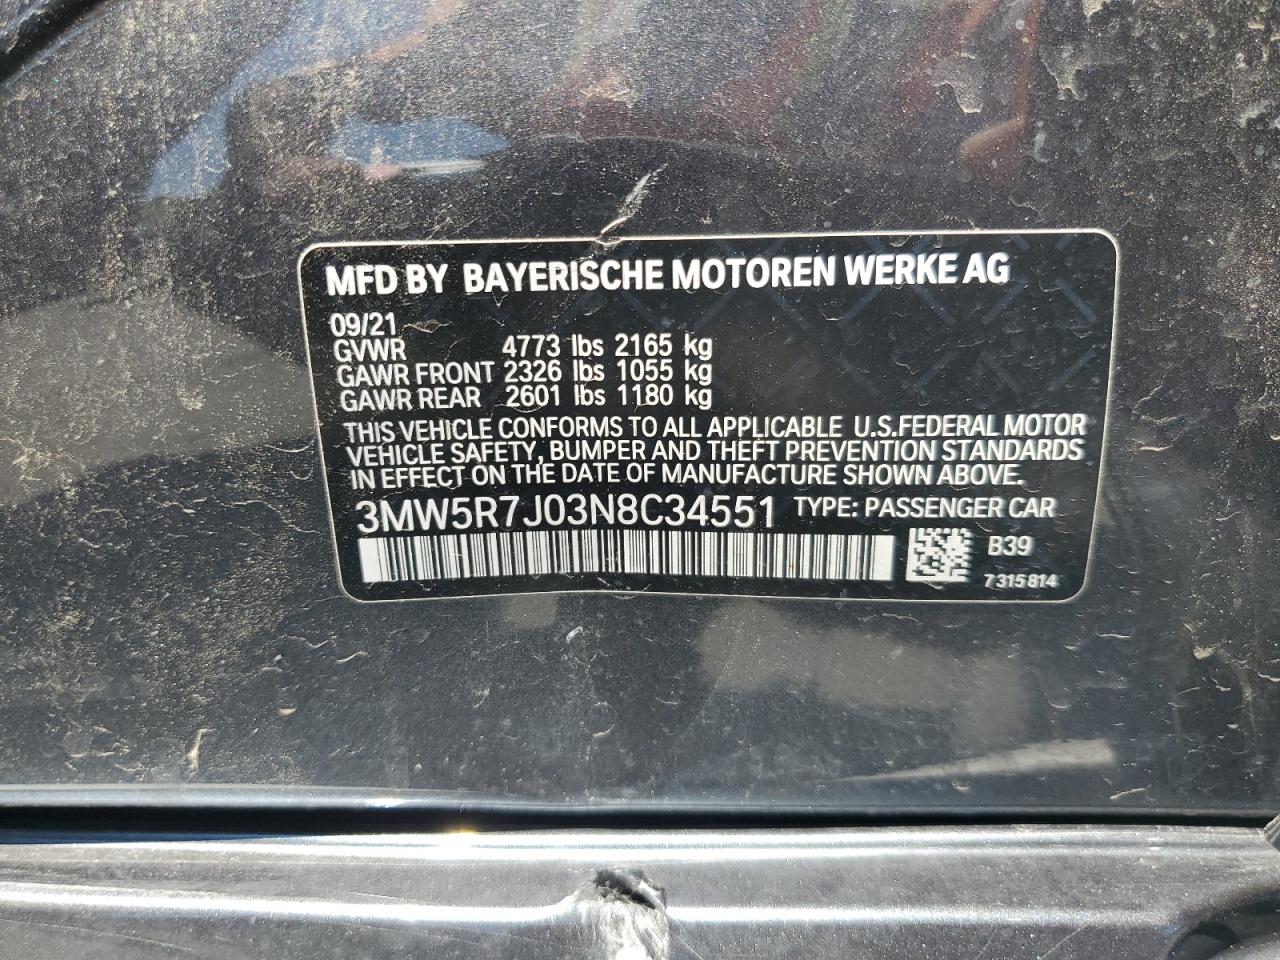 MFD BY BAYERISCHE MOTOREN WERKE AG
09/21
GVWR 4773 lbs 2165 kg
GAWR FRONT 2326 lbs 1055 kg
GAWR REAR 2601 lbs 1180 kg
THIS VEHICLE CONFORMS TO ALL APPLICABLE U.S.FEDERAL MOTOR
VEHICLE SAFETY, BUMPER AND THEFT PREVENTION STANDARDS
IN EFFECT ON THE DATE OF MANUFACTURE SHOWN ABOVE.
3MW5R7J03N8C34551 TYPE: PASSENGER CAR
B39
7315814